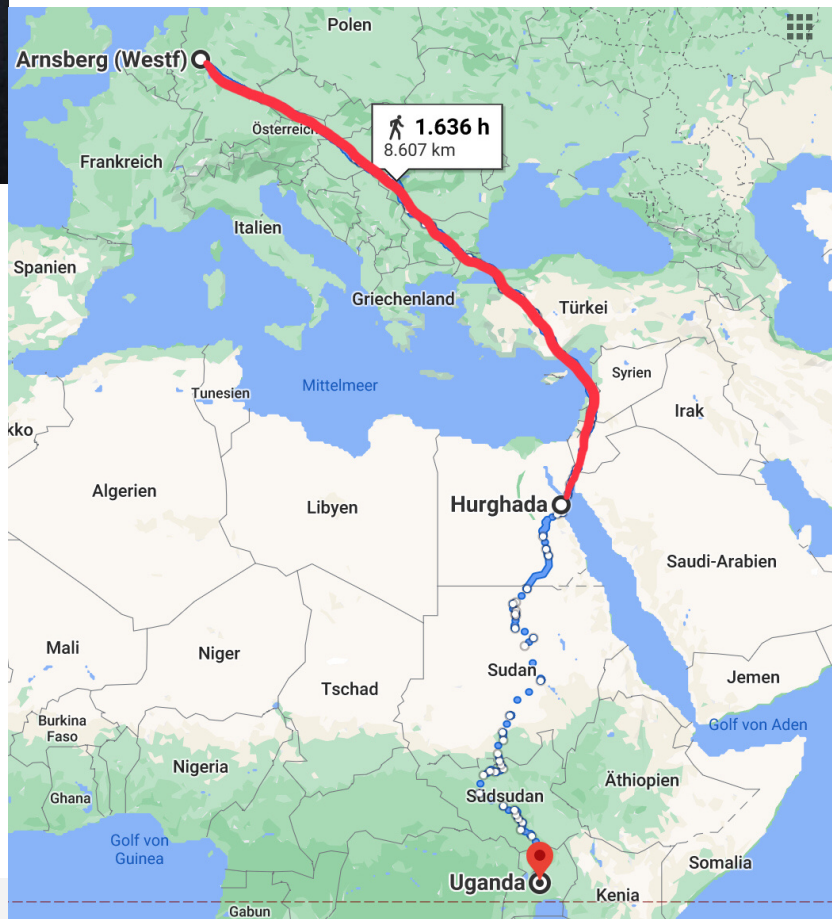 Polen
Arnsberg (Westf)
1.636 h
8.607 km
Österreich
Frankreich
Italien
Spanien
Griechenland
Türkei
Tunesien
Mittelmeer
Syrien
Irak
kko
Algerien
Libyen
Hurghada
Saudi-Arabien
Mali
Niger
Tschad
Sudan
Jemen
Burkina
Faso
Golf von Aden
Nigeria
Äthiopien
Ghana
Südsudan
Golf von
Guinea
Somalia
Uganda
Kenia
Gabun